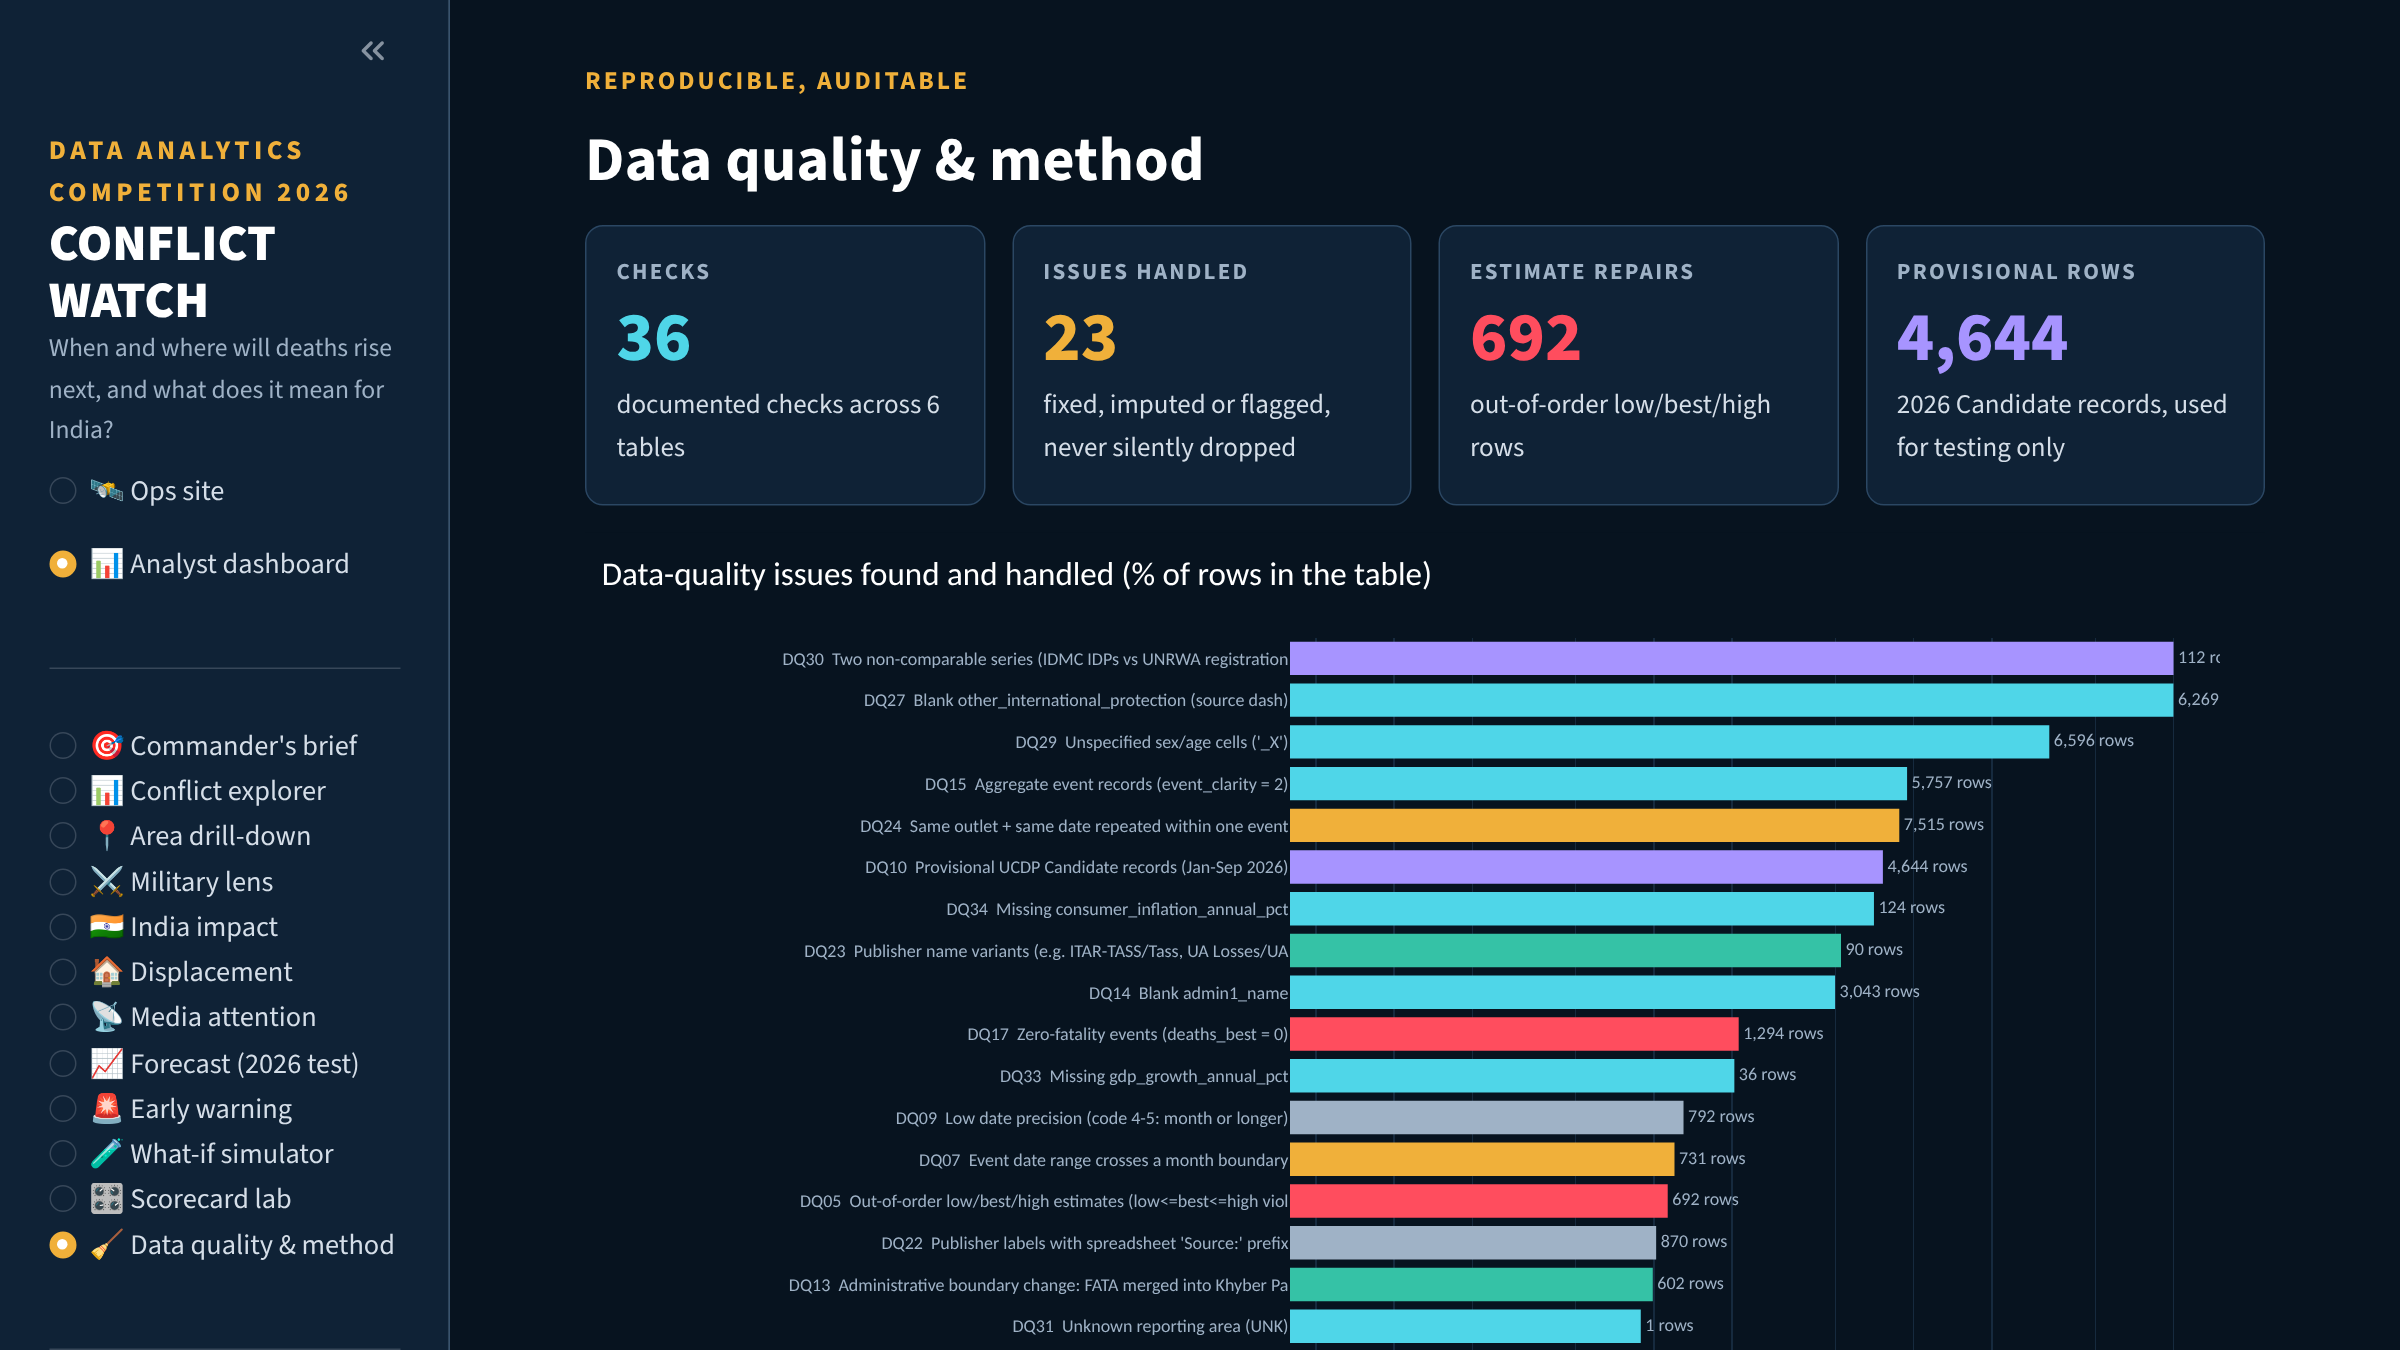 DATA ANALYTICS
COMPETITION 2026
CONFLICT
WATCH
When and where will deaths rise
next, and what does it mean for
India?
Ops site
Analyst dashboard
Commander's brief
Conflict explorer
Area drill-down
Military lens
India impact
Displacement
Media attention
Forecast (2026 test)
Early warning
What-if simulator
Scorecard lab
Data quality & method
REPRODUCIBLE, AUDITABLE
Data quality & method
CHECKS
36
documented checks across 6
tables
ISSUES HANDLED
23
fixed, imputed or flagged,
never silently dropped
ESTIMATE REPAIRS
692
out-of-order low/best/high
rows
PROVISIONAL ROWS
4,644
2026 Candidate records, used
for testing only
Data-quality issues found and handled (% of rows in the table)
DQ30 Two non-comparable series (IDMC IDPs vs UNRWA registration 112 ro
DQ27 Blank other_international_protection (source dash) 6,269
DQ29 Unspecified sex/age cells ('_X') 6,596 rows
DQ15 Aggregate event records (event_clarity = 2) 5,757 rows
DQ24 Same outlet + same date repeated within one event 7,515 rows
DQ10 Provisional UCDP Candidate records (Jan-Sep 2026) 4,644 rows
DQ34 Missing consumer_inflation_annual_pct 124 rows
DQ23 Publisher name variants (e.g. ITAR-TASS/Tass, UA Losses/UA 90 rows
DQ14 Blank admin1_name 3,043 rows
DQ17 Zero-fatality events (deaths_best = 0) 1,294 rows
DQ33 Missing gdp_growth_annual_pct 36 rows
DQ09 Low date precision (code 4-5: month or longer) 792 rows
DQ07 Event date range crosses a month boundary 731 rows
DQ05 Out-of-order low/best/high estimates (low<=best<=high viol 692 rows
DQ22 Publisher labels with spreadsheet 'Source:' prefix 870 rows
DQ13 Administrative boundary change: FATA merged into Khyber Pa 602 rows
DQ31 Unknown reporting area (UNK) 1 rows